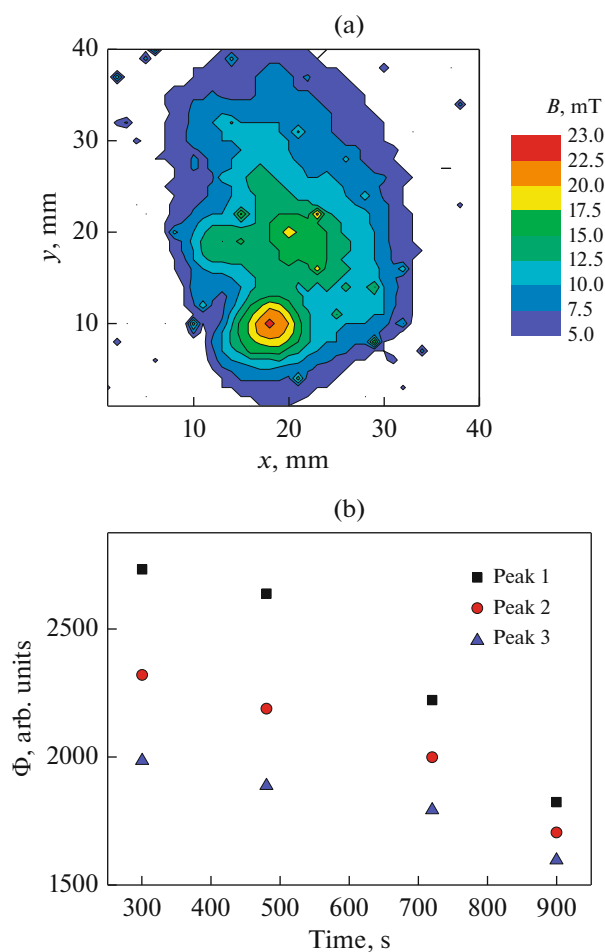 (a)
40
30
20
10
y, mm
10 20 30 40
x, mm
B, mT
23.0
22.5
20.0
17.5
15.0
10.0
7.5
5.0
(b)
Peak 1
Peak 2
Peak 3
2500
2000
1500
Φ, arb. units
300 400 500 600 700 800 900
Time, s